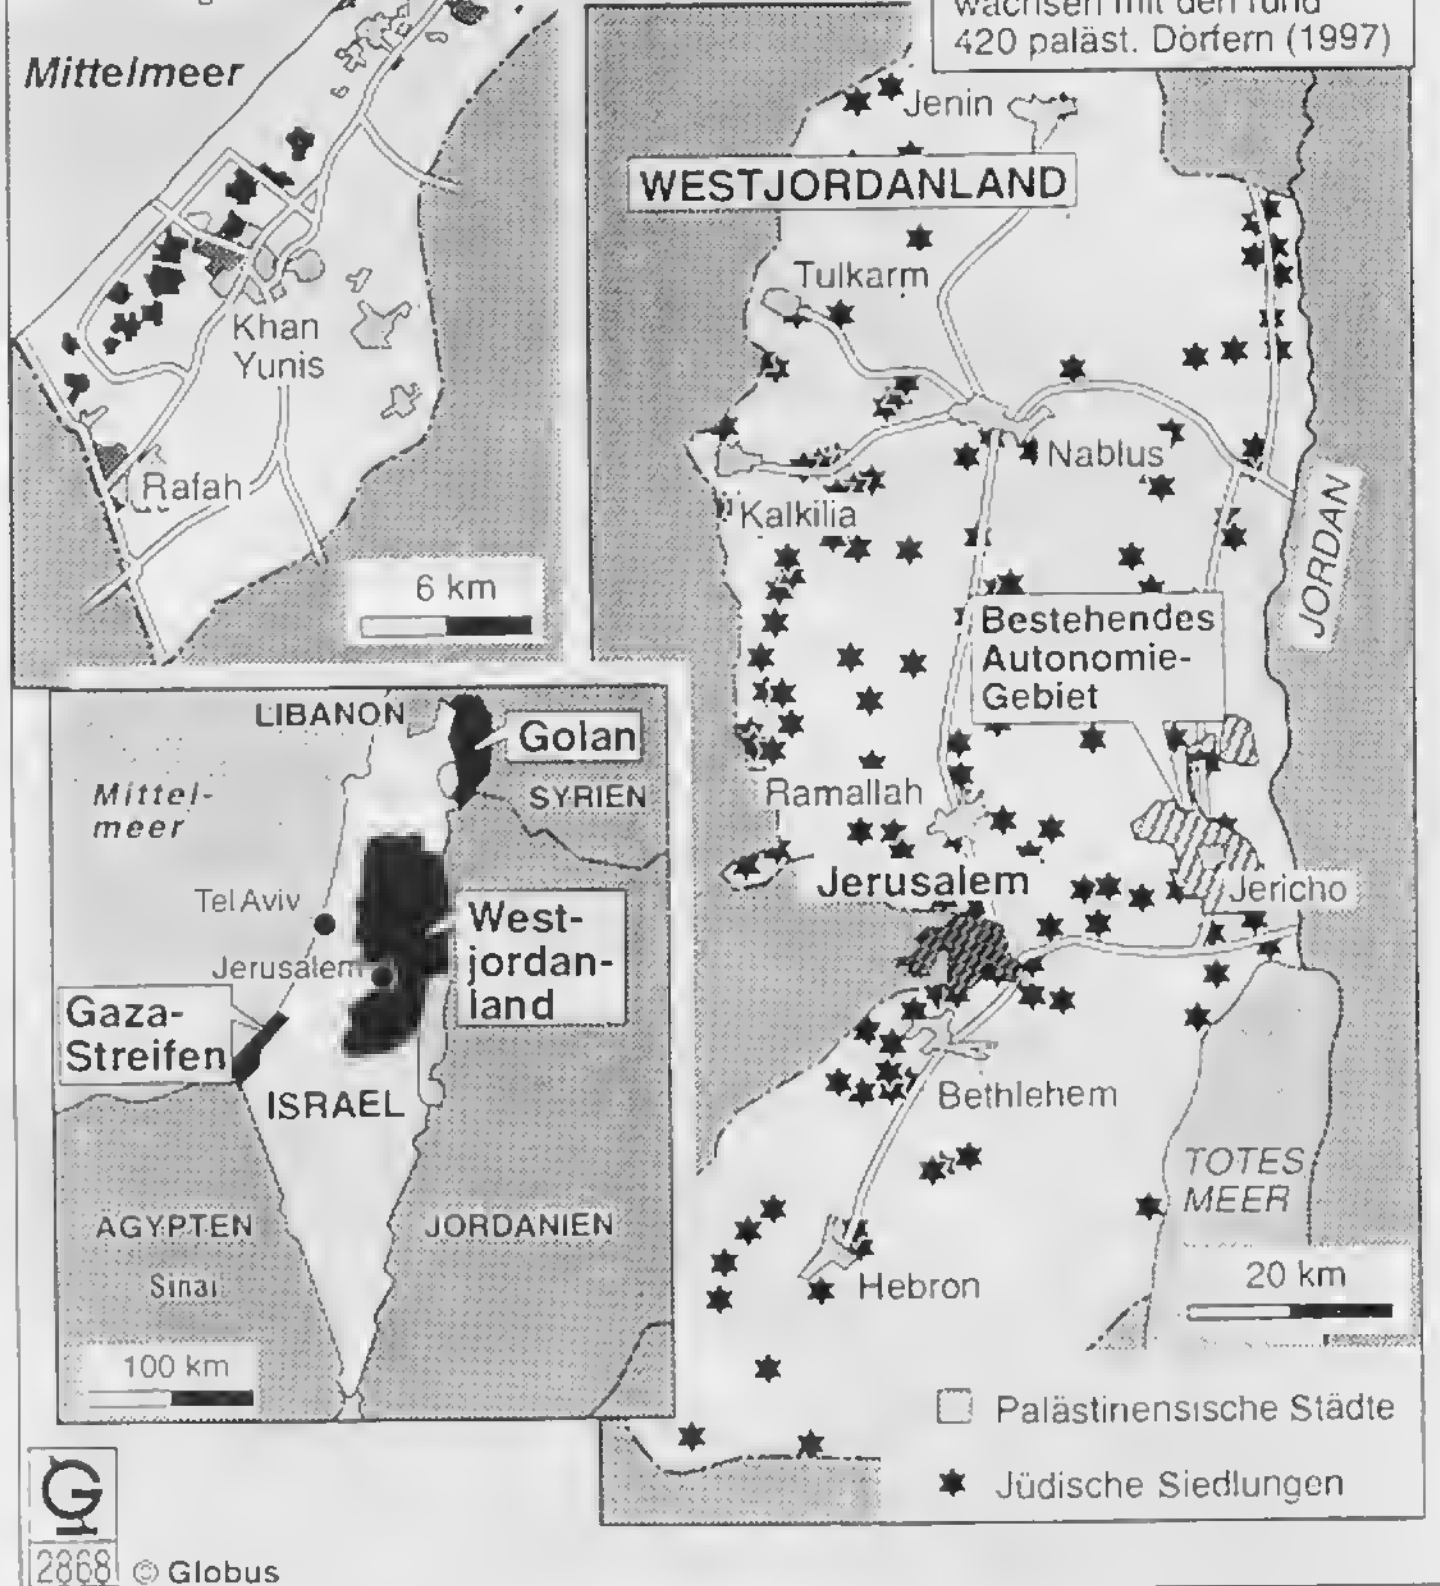 wachsen mit den rund
420 paläst. Dörfern (1997)
Mittelmeer
Khan
Yunis
Rafah
6 km
WESTJORDANLAND
Jenin
Tulkarm
Nablus
Kalkilia
JORDAN
Bestehendes
Autonomie-
Gebiet
Ramallah
Jerusalem
Jericho
Bethlehem
TOTES
MEER
Hebron
20 km
Palästinensische Städte
Jüdische Siedlungen
LIBANON
Golan
SYRIEN
Mittel-
meer
Tel Aviv
Jerusalem
West-
jordan-
land
Gaza-
Streifen
ISRAEL
ÄGYPTEN
Sinai
JORDANIEN
100 km
G
2868 © Globus